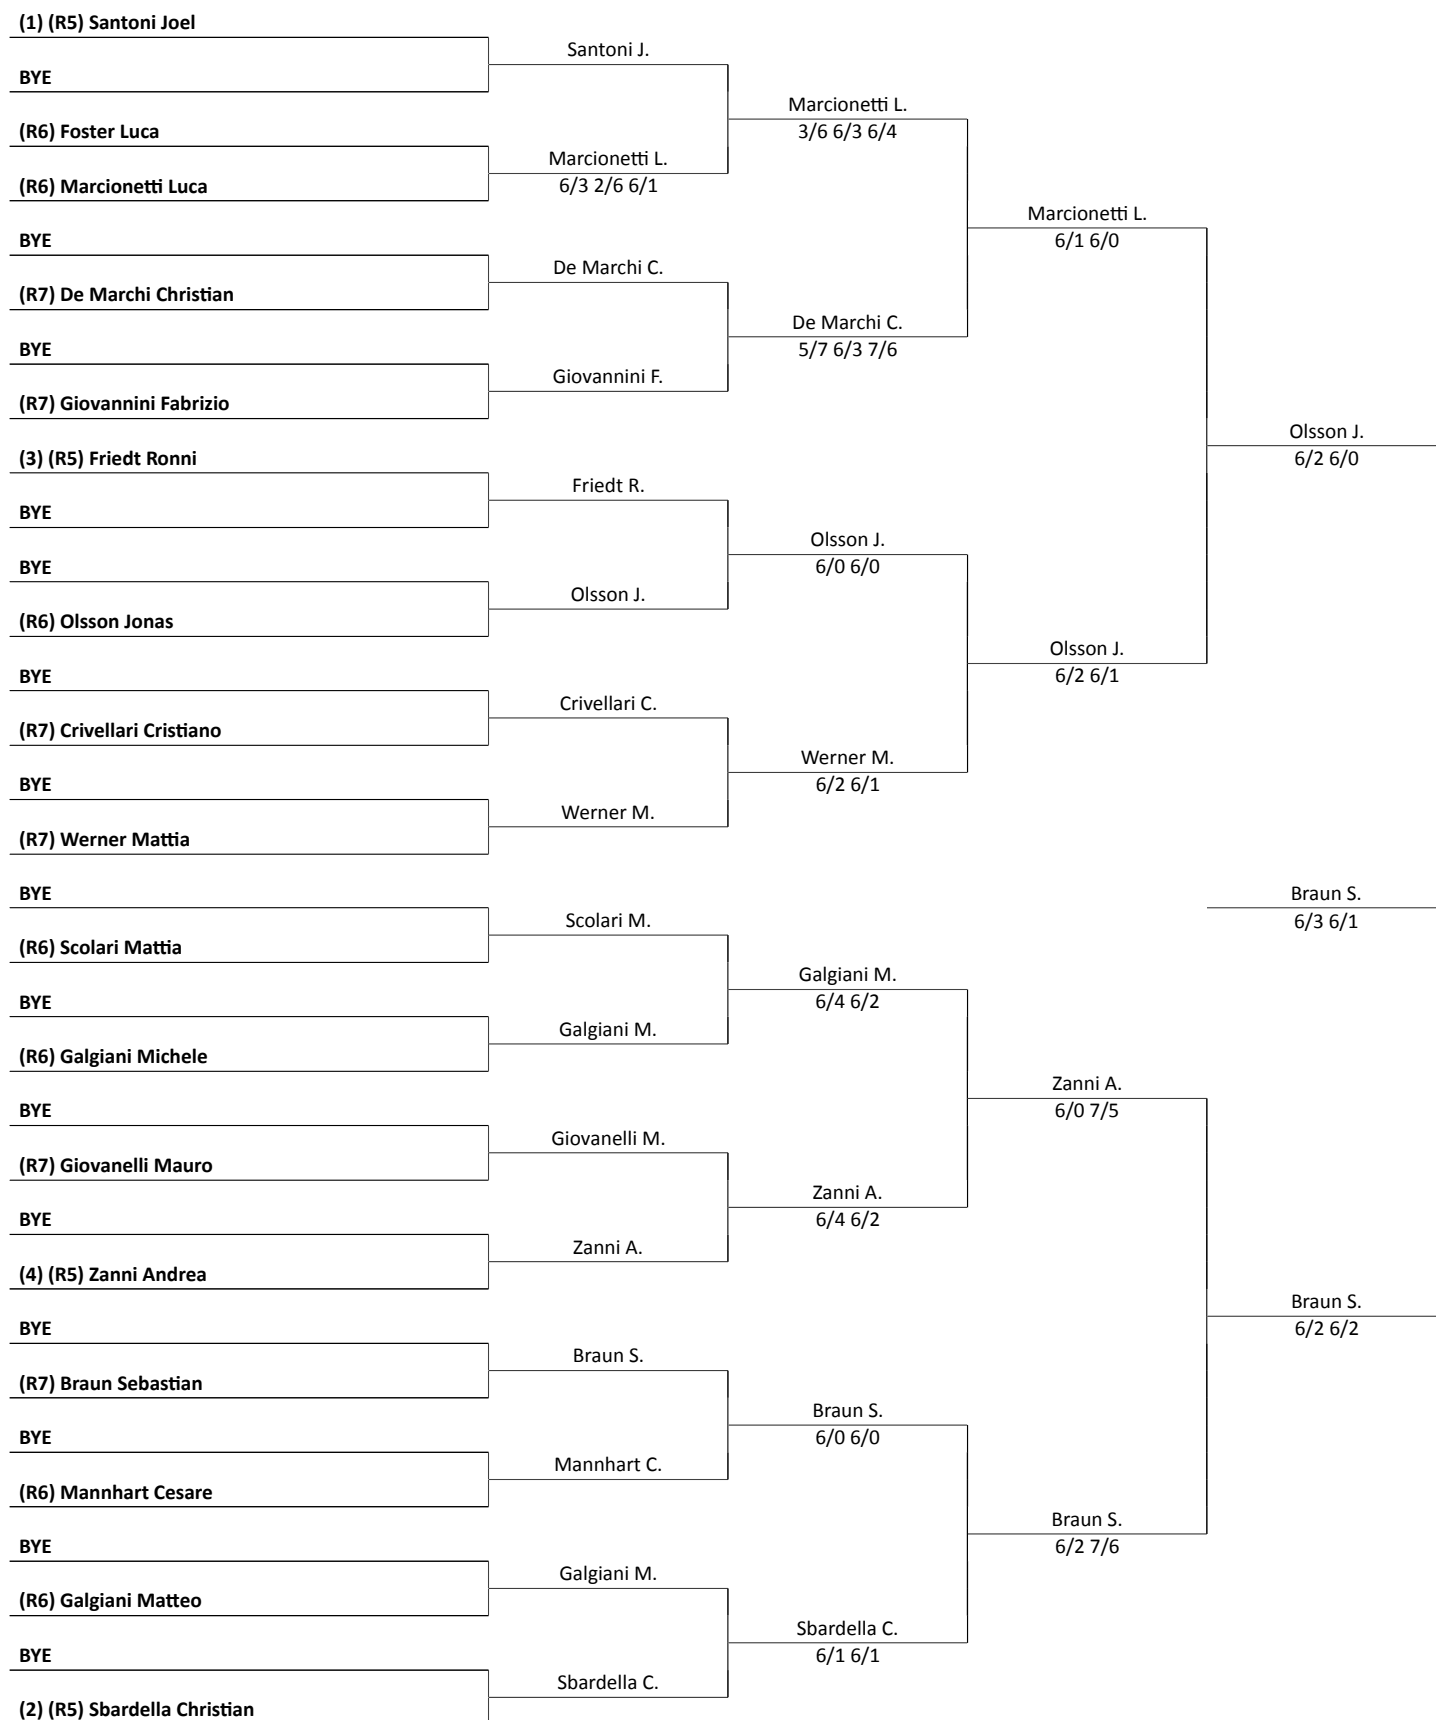 (1) (R5) Santoni Joel
Santoni J.
BYE
Marcionetti L.
3/6 6/3 6/4
(R6) Foster Luca
Marcionetti L.
6/3 2/6 6/1
(R6) Marcionetti Luca
Marcionetti L.
6/1 6/0
BYE
De Marchi C.
(R7) De Marchi Christian
De Marchi C.
5/7 6/3 7/6
BYE
Giovannini F.
(R7) Giovannini Fabrizio
Olsson J.
6/2 6/0
(3) (R5) Friedt Ronni
Friedt R.
BYE
Olsson J.
6/0 6/0
BYE
Olsson J.
(R6) Olsson Jonas
Olsson J.
6/2 6/1
BYE
Crivellari C.
(R7) Crivellari Cristiano
Werner M.
6/2 6/1
BYE
Werner M.
(R7) Werner Mattia
BYE
Braun S.
6/3 6/1
Scolari M.
(R6) Scolari Mattia
Galgiani M.
6/4 6/2
BYE
Galgiani M.
(R6) Galgiani Michele
Zanni A.
6/0 7/5
BYE
Giovanelli M.
(R7) Giovanelli Mauro
Zanni A.
6/4 6/2
BYE
Zanni A.
(4) (R5) Zanni Andrea
Braun S.
6/2 6/2
BYE
Braun S.
(R7) Braun Sebastian
Braun S.
6/0 6/0
BYE
Mannhart C.
(R6) Mannhart Cesare
Braun S.
6/2 7/6
BYE
Galgiani M.
(R6) Galgiani Matteo
Sbardella C.
6/1 6/1
BYE
Sbardella C.
(2) (R5) Sbardella Christian